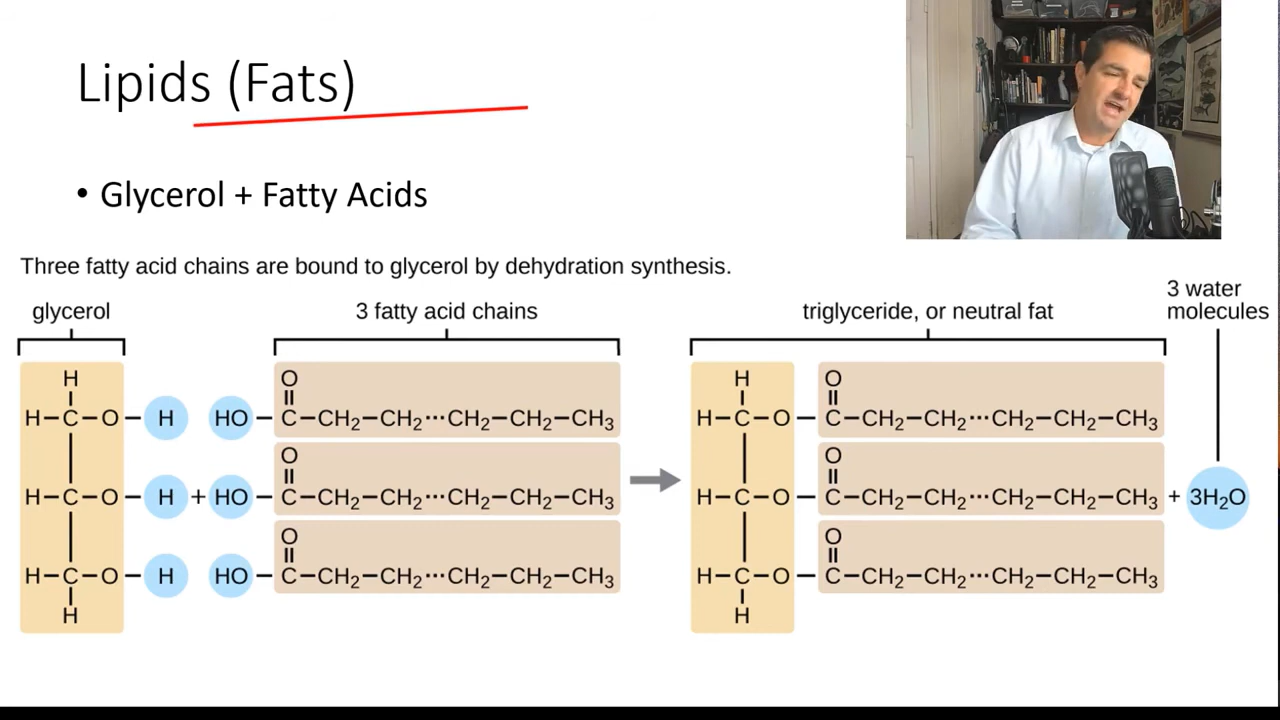 Lipids (Fats)
• Glycerol + Fatty Acids
Three fatty acid chains are bound to glycerol by dehydration synthesis.
glycerol
3 fatty acid chains
triglyceride, or neutral fat
3 water
molecules
H O O H O O
H—C—O—H HO—C—CH₂—CH₂···CH₂—CH₂—CH₃ H—C—O—C—CH₂—CH₂···CH₂—CH₂—CH₃
O O
H—C—O—H + HO—C—CH₂—CH₂···CH₂—CH₂—CH₃ H—C—O—C—CH₂—CH₂···CH₂—CH₂—CH₃ + 3H₂O
O O
H—C—O—H HO—C—CH₂—CH₂···CH₂—CH₂—CH₃ H—C—O—C—CH₂—CH₂···CH₂—CH₂—CH₃
H H